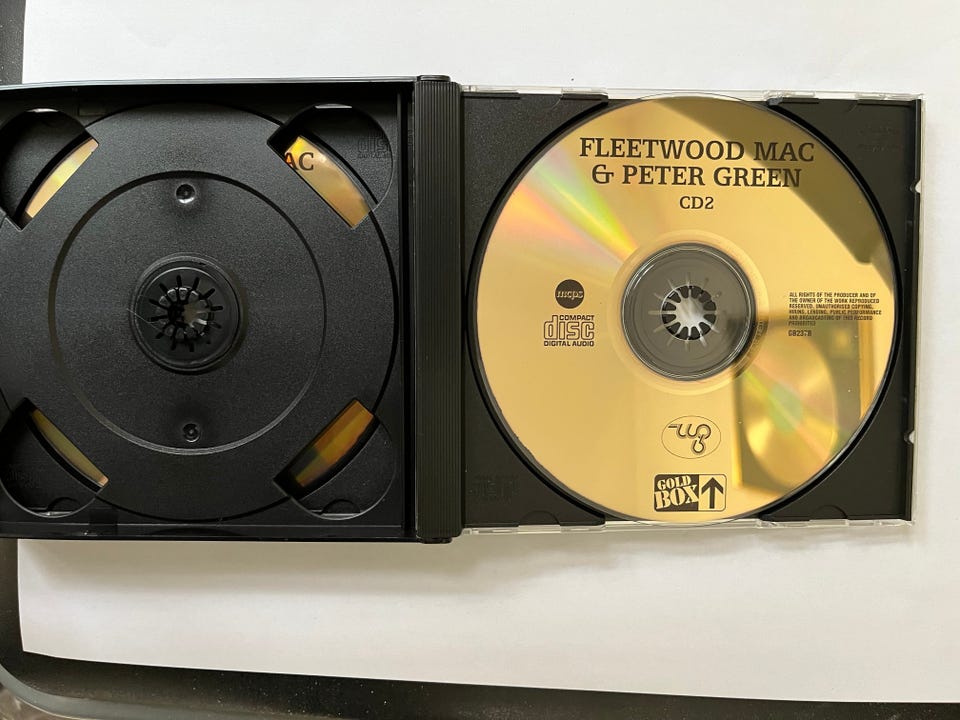 AC
FLEETWOOD MAC
& PETER GREEN
CD2
mcps
COMPACT
disc
DIGITAL AUDIO
ALL RIGHTS OF THE PRODUCER AND OF
THE OWNER OF THE WORK REPRODUCED
RESERVED. UNAUTHORISED COPYING,
HIRING, LENDING, PUBLIC PERFORMANCE
AND BROADCASTING OF THIS RECORD
PROHIBITED
GB237B
GOLD
BOX